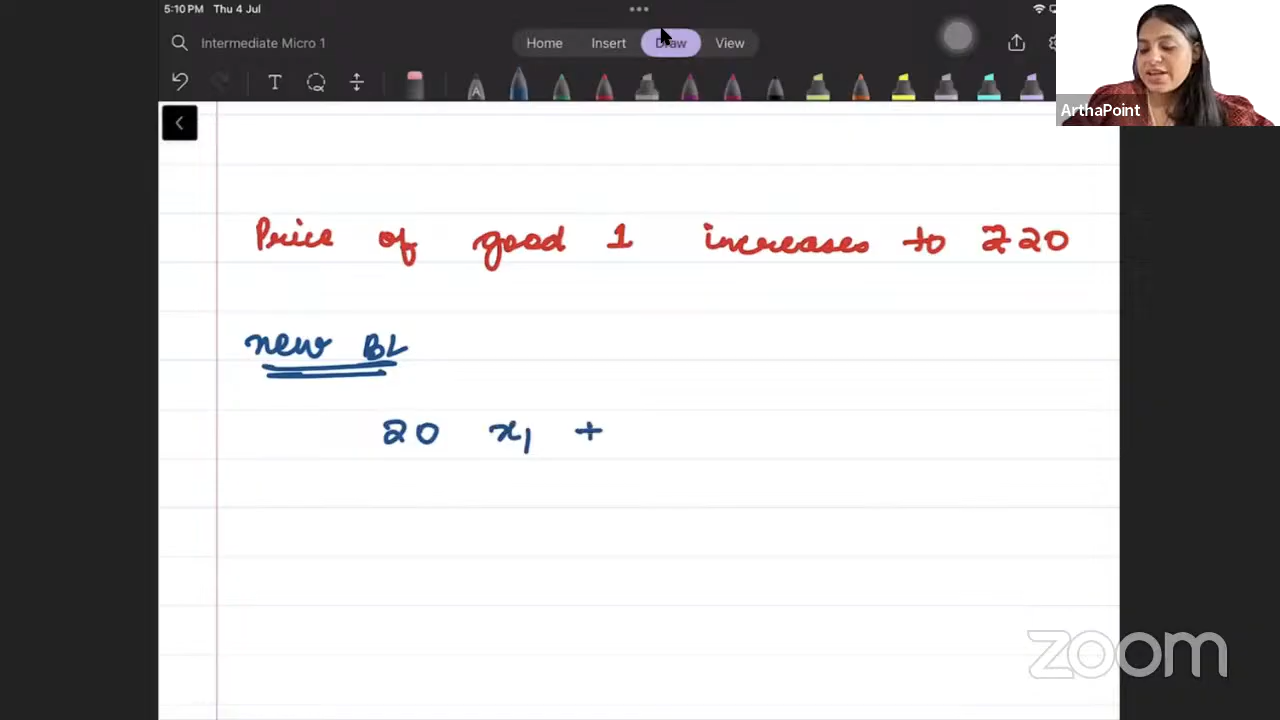 5:10 PM Thu 4 Jul
Intermediate Micro 1
Home Insert Draw View
T
A
ArthaPoint
Price of good 1 increases to ₹20
new BL
20 x₁ +
zoom